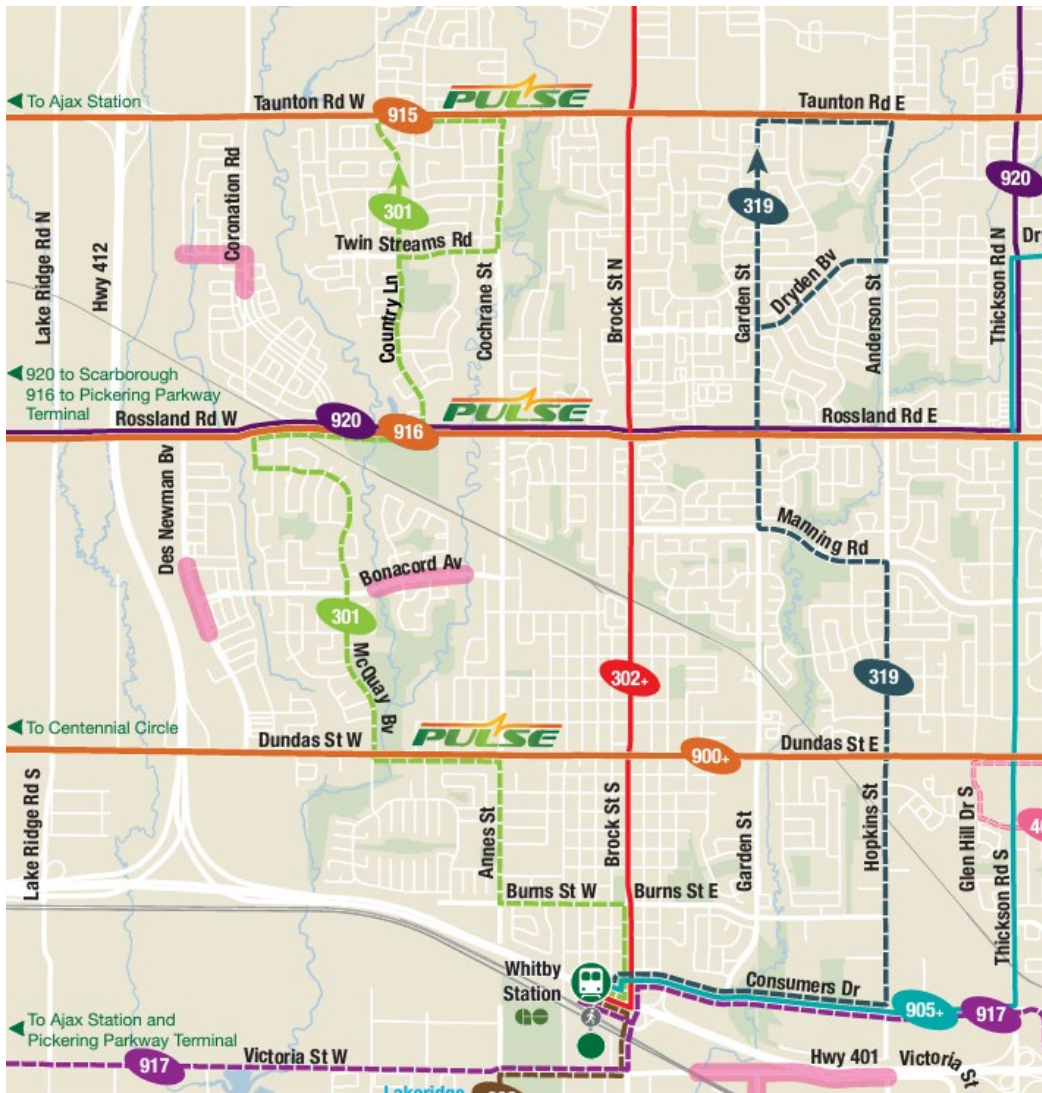 To Ajax Station
Taunton Rd W
915
PULSE
Taunton Rd E
Lake Ridge Rd N
Hwy 412
Coronation Rd
301
Twin Streams Rd
Country Ln
Cochrane St
Brock St N
319
Garden St
Dryden Bv
Anderson St
920
Thickson Rd N
Dr
920 to Scarborough
916 to Pickering Parkway
Terminal
Rossland Rd W
920
916
PULSE
Rossland Rd E
Des Newman Bv
Manning Rd
Bonacord Av
301
McQuay Bv
302+
319
To Centennial Circle
Dundas St W
PULSE
900+
Dundas St E
Lake Ridge Rd S
Annes St
Brock St S
Garden St
Hopkins St
Glen Hill Dr S
Thickson Rd S
Burns St W
Burns St E
Whitby
Station
Consumers Dr
905+
917
To Ajax Station and
Pickering Parkway Terminal
917
Victoria St W
Hwy 401
Victoria St
Lakeridge